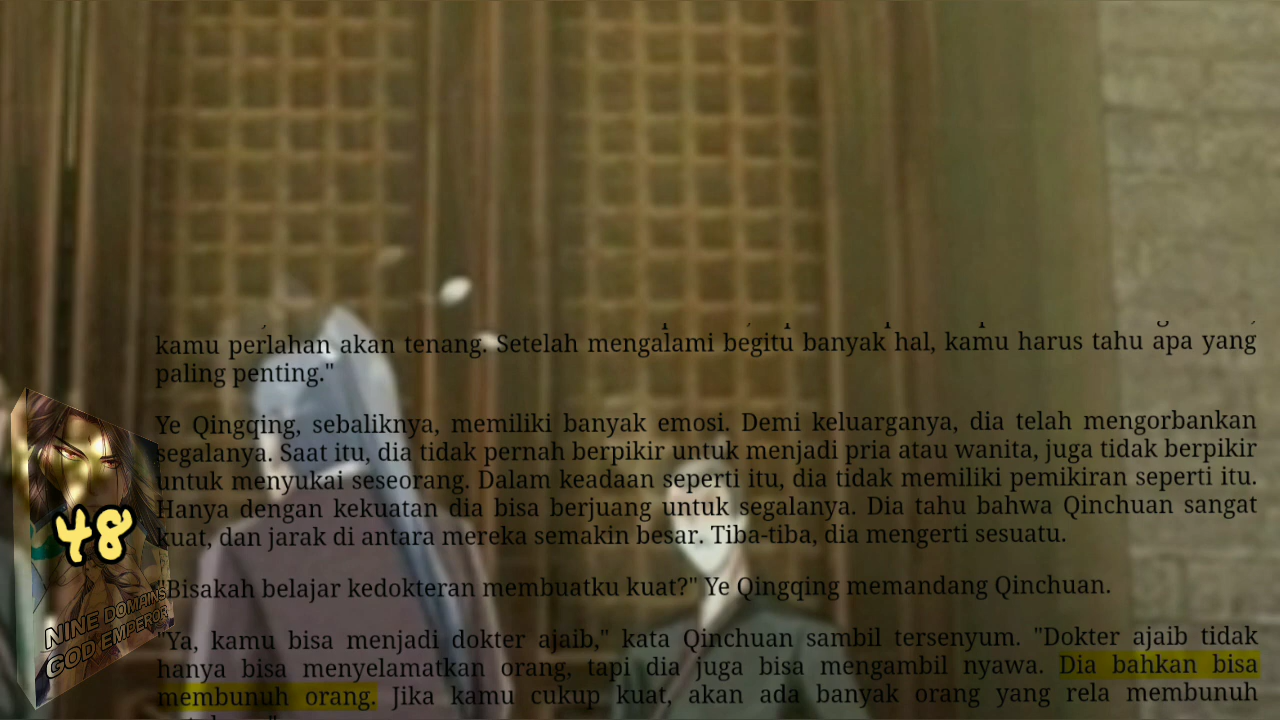 kamu perlahan akan tenang. Setelah mengalami begitu banyak hal, kamu harus tahu apa yang
paling penting."
Ye Qingqing, sebaliknya, memiliki banyak emosi. Demi keluarganya, dia telah mengorbankan
segalanya. Saat itu, dia tidak pernah berpikir untuk menjadi pria atau wanita, juga tidak berpikir
untuk menyukai seseorang. Dalam keadaan seperti itu, dia tidak memiliki pemikiran seperti itu.
Hanya dengan kekuatan dia bisa berjuang untuk segalanya. Dia tahu bahwa Qinchuan sangat
kuat, dan jarak di antara mereka semakin besar. Tiba-tiba, dia mengerti sesuatu.
"Bisakah belajar kedokteran membuatku kuat?" Ye Qingqing memandang Qinchuan.
"Ya, kamu bisa menjadi dokter ajaib," kata Qinchuan sambil tersenyum. "Dokter ajaib tidak
hanya bisa menyelamatkan orang, tapi dia juga bisa mengambil nyawa. Dia bahkan bisa
membunuh orang. Jika kamu cukup kuat, akan ada banyak orang yang rela membunuh
48
NINE DOMAINS
GOD EMPEROR